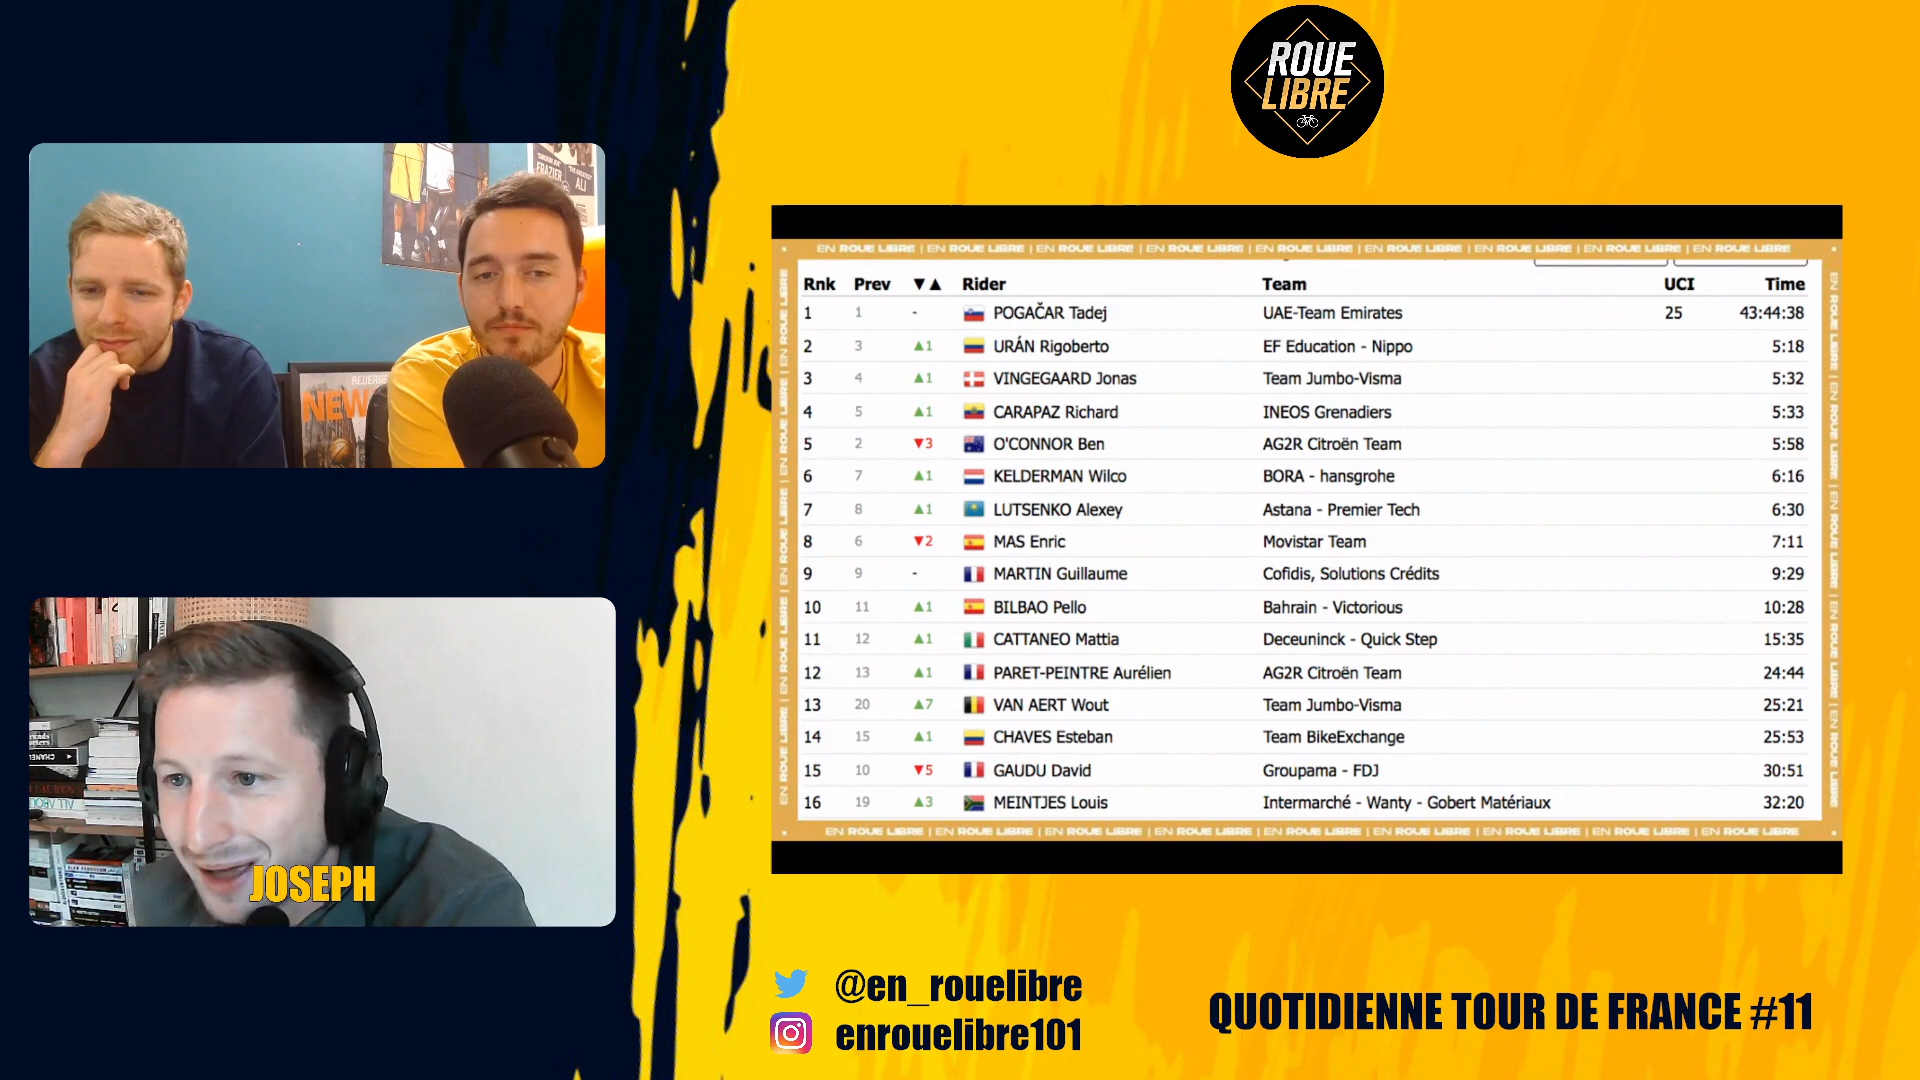 ROUE
LIBRE
"SMOKIN JOE"
FRAZIER
"THE GREATEST"
ALI
NEW
CHANEL
JOSEPH
EN ROUE LIBRE | EN ROUE LIBRE | EN ROUE LIBRE | EN ROUE LIBRE | EN ROUE LIBRE | EN ROUE LIBRE | EN ROUE LIBRE | EN ROUE LIBRE | EN ROUE LIBRE
Rnk Prev ▼▲ Rider Team UCI Time
1 1 - POGAČAR Tadej UAE-Team Emirates 25 43:44:38
2 3 ▲1 URÁN Rigoberto EF Education - Nippo 5:18
3 4 ▲1 VINGEGAARD Jonas Team Jumbo-Visma 5:32
4 5 ▲1 CARAPAZ Richard INEOS Grenadiers 5:33
5 2 ▼3 O'CONNOR Ben AG2R Citroën Team 5:58
6 7 ▲1 KELDERMAN Wilco BORA - hansgrohe 6:16
7 8 ▲1 LUTSENKO Alexey Astana - Premier Tech 6:30
8 6 ▼2 MAS Enric Movistar Team 7:11
9 9 - MARTIN Guillaume Cofidis, Solutions Crédits 9:29
10 11 ▲1 BILBAO Pello Bahrain - Victorious 10:28
11 12 ▲1 CATTANEO Mattia Deceuninck - Quick Step 15:35
12 13 ▲1 PARET-PEINTRE Aurélien AG2R Citroën Team 24:44
13 20 ▲7 VAN AERT Wout Team Jumbo-Visma 25:21
14 15 ▲1 CHAVES Esteban Team BikeExchange 25:53
15 10 ▼5 GAUDU David Groupama - FDJ 30:51
16 19 ▲3 MEINTJES Louis Intermarché - Wanty - Gobert Matériaux 32:20
EN ROUE LIBRE | EN ROUE LIBRE | EN ROUE LIBRE | EN ROUE LIBRE | EN ROUE LIBRE | EN ROUE LIBRE | EN ROUE LIBRE | EN ROUE LIBRE | EN ROUE LIBRE
@en_rouelibre
enrouelibre101
QUOTIDIENNE TOUR DE FRANCE #11